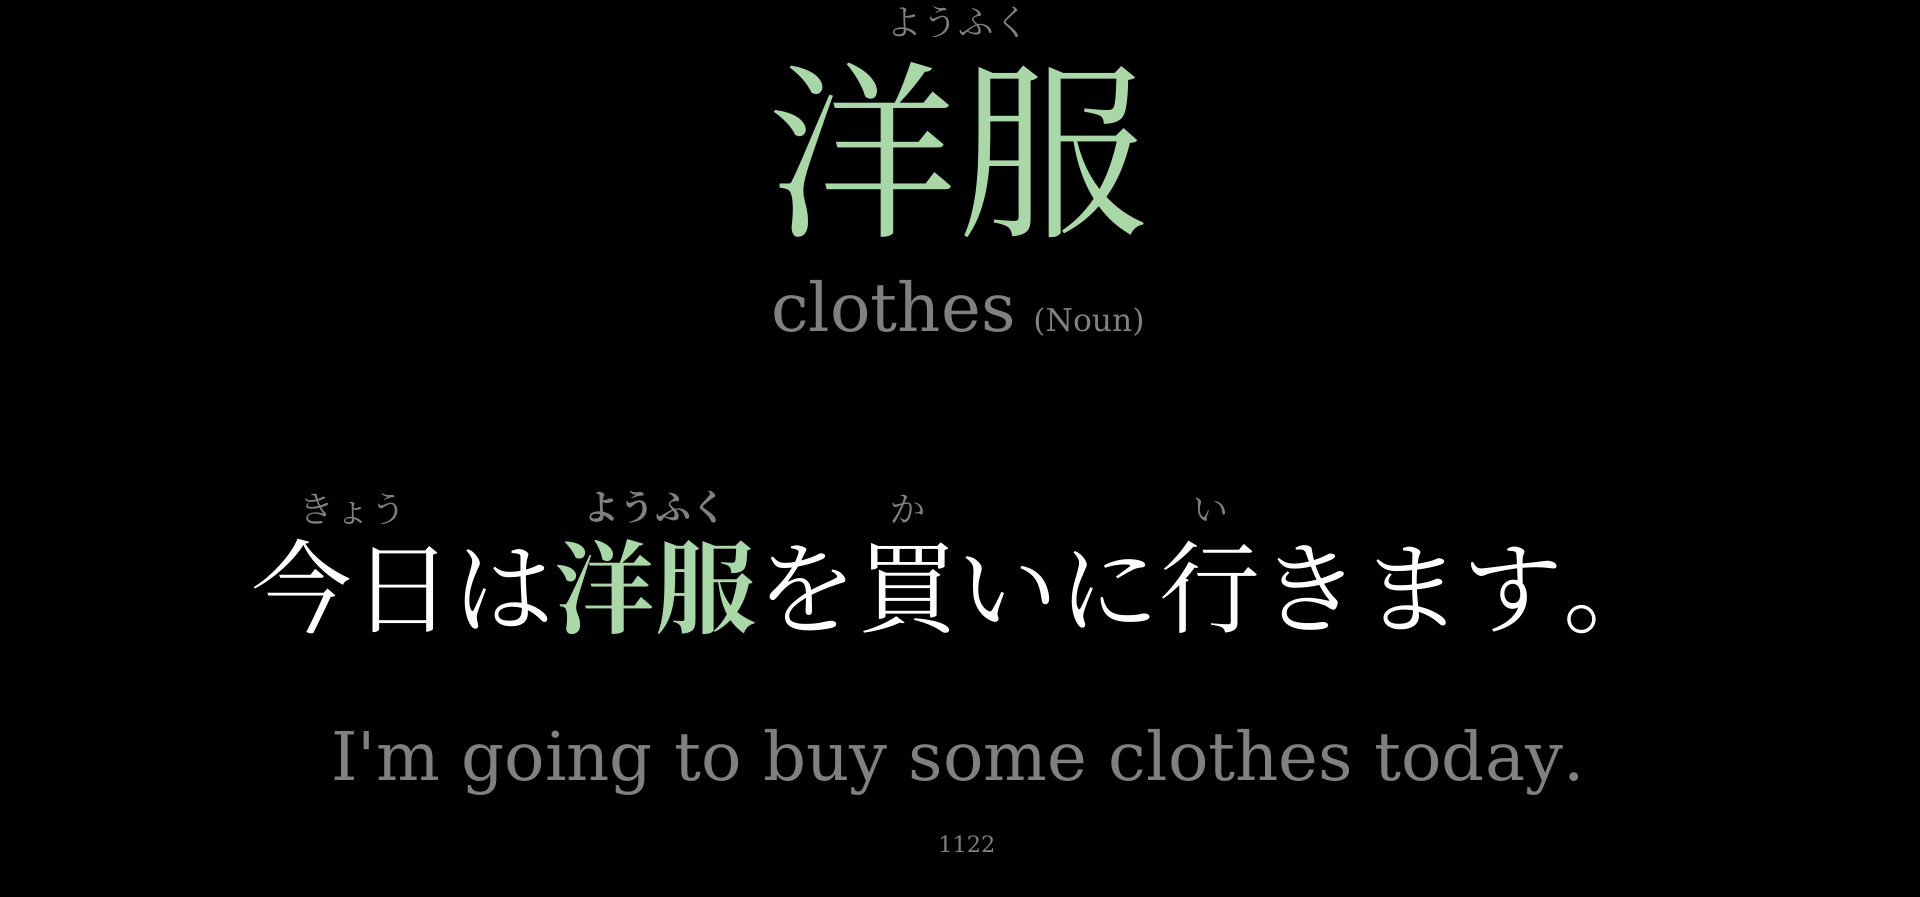 ようふく
洋服
clothes (Noun)
きょう ようふく か い
今日は洋服を買いに行きます。
I'm going to buy some clothes today.
1122